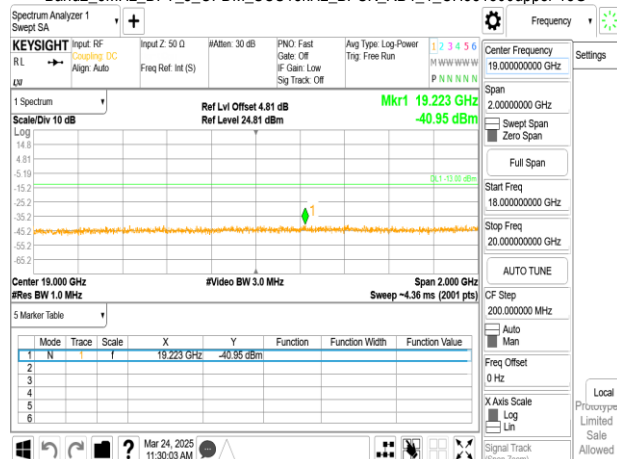 Spectrum Analyzer 1
Swept SA
Frequency
Settings
KEYSIGHT
RL
Input: RF
Coupling: DC
Align: Auto
Input Z: 50 Ω
Freq Ref: Int (S)
#Atten: 30 dB
PNO: Fast
Gate: Off
IF Gain: Low
Sig Track: Off
Avg Type: Log-Power
Trig: Free Run
1 2 3 4 5 6
M W W W W W
P N N N N N
1 Spectrum
Scale/Div 10 dB
Ref Lvl Offset 4.81 dB
Ref Level 24.81 dBm
Mkr1 19.223 GHz
-40.95 dBm
Log
14.8
4.81
-5.19
DL1 -13.00 dBm
-15.2
-25.2
-35.2
1
-45.2
-55.2
-65.2
Center 19.000 GHz
#Video BW 3.0 MHz
Span 2.000 GHz
#Res BW 1.0 MHz
Sweep ~4.36 ms (2001 pts)
5 Marker Table
Mode Trace Scale X Y Function Function Width Function Value
1 N 1 f 19.223 GHz -40.95 dBm
2
3
4
5
6
Mar 24, 2025
11:30:03 AM
Center Frequency
19.000000000 GHz
Span
2.00000000 GHz
Swept Span
Zero Span
Full Span
Start Freq
18.000000000 GHz
Stop Freq
20.000000000 GHz
AUTO TUNE
CF Step
200.000000 MHz
Auto
Man
Freq Offset
0 Hz
X Axis Scale
Log
Lin
Signal Track
(Span Zoom)
Local
Prototype
Limited
Sale
Allowed